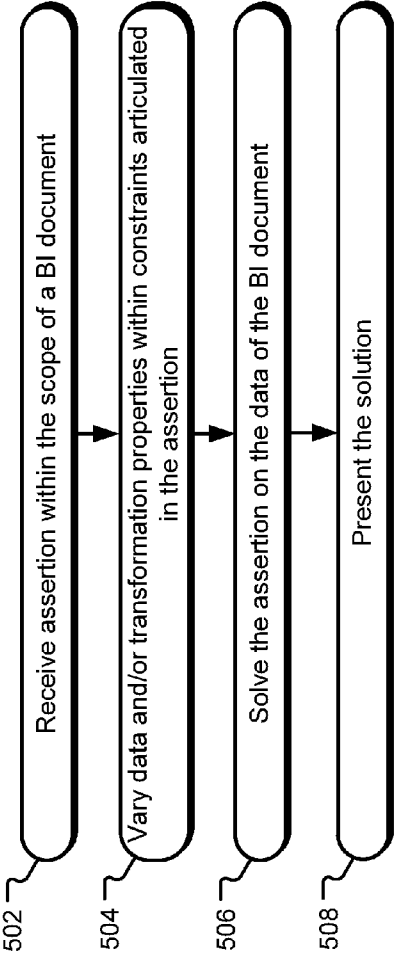 502
Receive assertion within the scope of a BI document
504
Vary data and/or transformation properties within constraints articulated
in the assertion
506
Solve the assertion on the data of the BI document
508
Present the solution